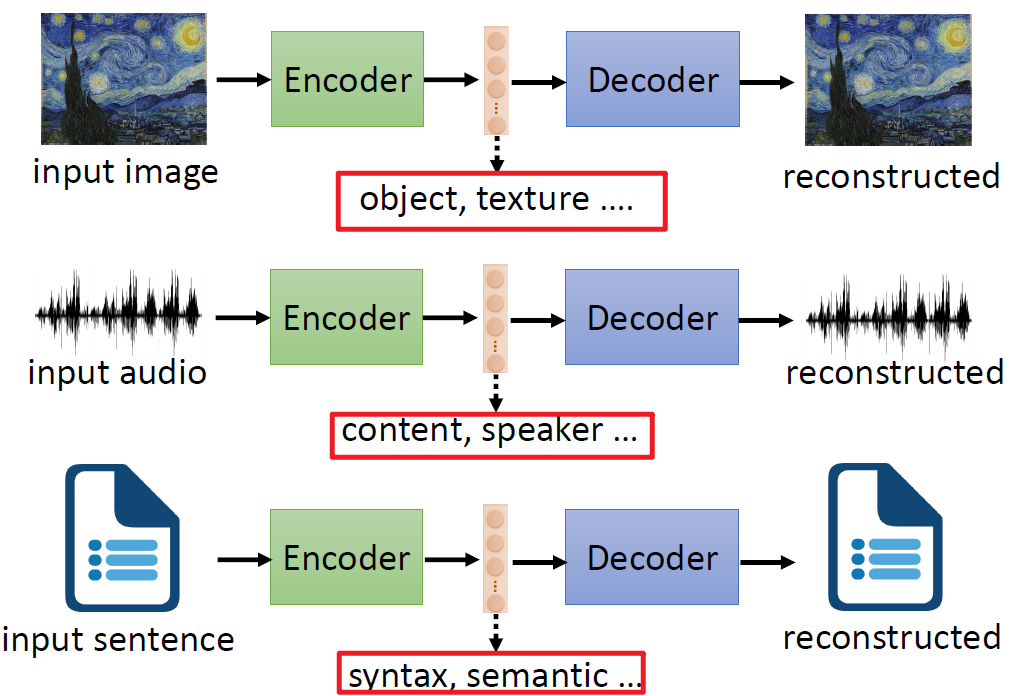 Encoder
Decoder
input image
reconstructed
object, texture ....
Encoder
Decoder
input audio
reconstructed
content, speaker ...
Encoder
Decoder
input sentence
reconstructed
syntax, semantic ...